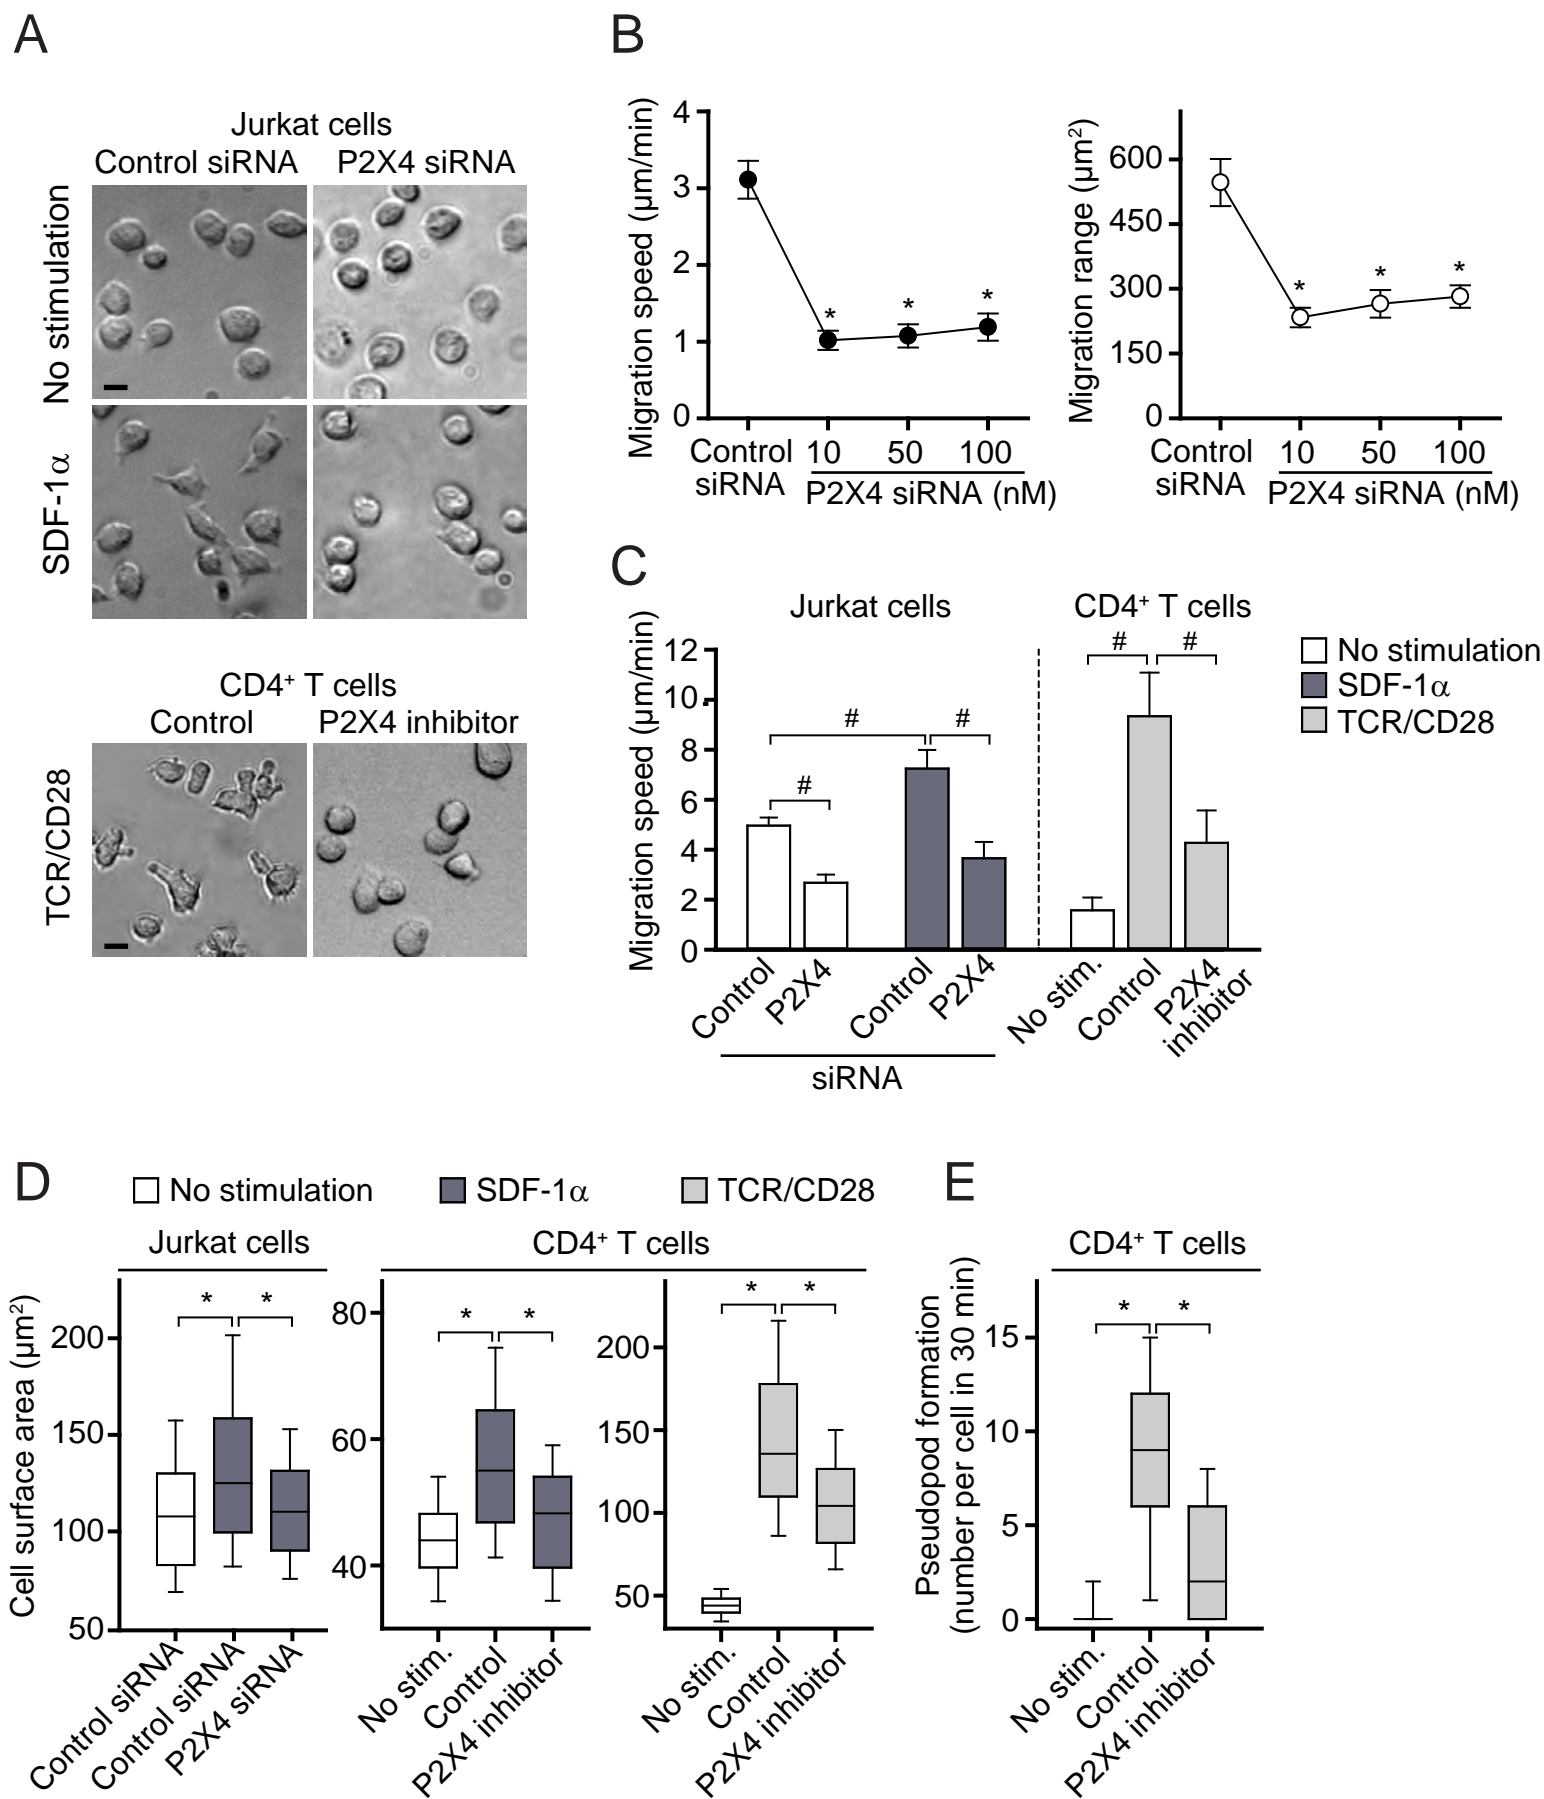 A
Jurkat cells
Control siRNA
P2X4 siRNA
No stimulation
SDF-1α
CD4⁺ T cells
Control
P2X4 inhibitor
TCR/CD28
B
Migration speed (μm/min)
4
3
2
1
0
Control
siRNA
10
50
100
P2X4 siRNA (nM)
*
*
*
Migration range (μm²)
600
450
300
150
0
Control
siRNA
10
50
100
P2X4 siRNA (nM)
*
*
*
C
Jurkat cells
CD4⁺ T cells
Migration speed (μm/min)
12
10
8
6
4
2
0
#
#
#
#
#
Control
P2X4
Control
P2X4
siRNA
No stim.
Control
P2X4
inhibitor
No stimulation
SDF-1α
TCR/CD28
D
No stimulation
SDF-1α
TCR/CD28
Jurkat cells
CD4⁺ T cells
Cell surface area (μm²)
200
150
100
50
*
*
Control siRNA
Control siRNA
P2X4 siRNA
80
60
40
*
*
No stim.
Control
P2X4 inhibitor
200
150
100
50
*
*
No stim.
Control
P2X4 inhibitor
E
CD4⁺ T cells
Pseudopod formation
(number per cell in 30 min)
15
10
5
0
*
*
No stim.
Control
P2X4 inhibitor